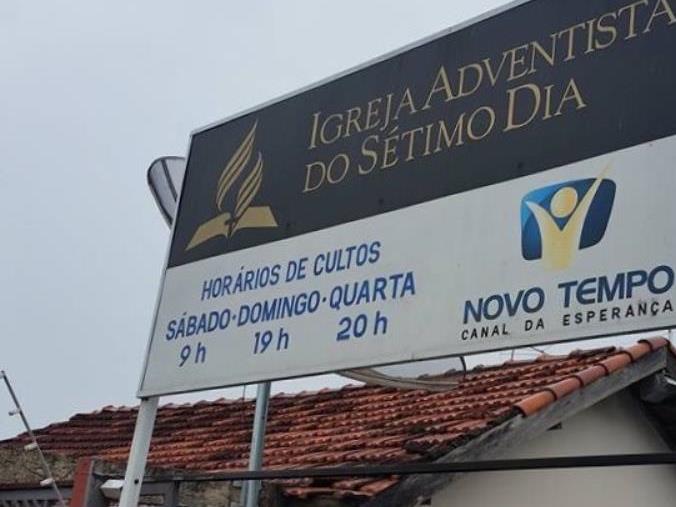 IGREJA ADVENTISTA
DO SÉTIMO DIA
HORÁRIOS DE CULTOS
SÁBADO · DOMINGO · QUARTA
9 h 19 h 20 h
NOVO TEMPO
CANAL DA ESPERANÇA